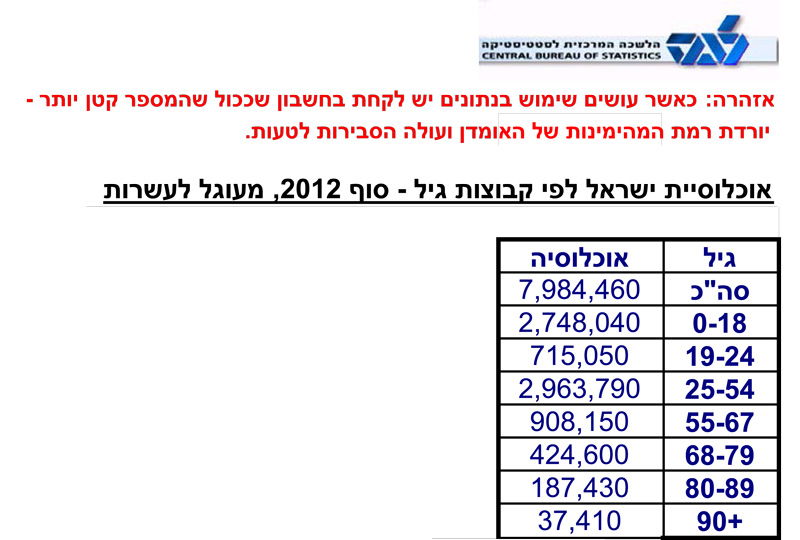 הלשכה המרכזית לסטטיסטיקה
CENTRAL BUREAU OF STATISTICS
אזהרה: כאשר עושים שימוש בנתונים יש לקחת בחשבון שככול שהמספר קטן יותר -
יורדת רמת המהימינות של האומדן ועולה הסבירות לטעות.
אוכלוסיית ישראל לפי קבוצות גיל - סוף 2012, מעוגל לעשרות
גיל אוכלוסיה
סה"כ 7,984,460
0-18 2,748,040
19-24 715,050
25-54 2,963,790
55-67 908,150
68-79 424,600
80-89 187,430
90+ 37,410